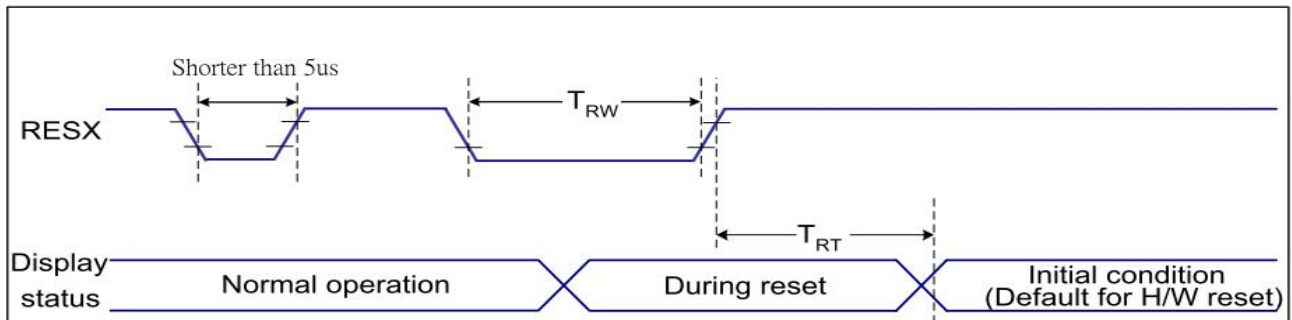 Shorter than 5us
RESX
TRW
TRT
Display
status
Normal operation
During reset
Initial condition
(Default for H/W reset)